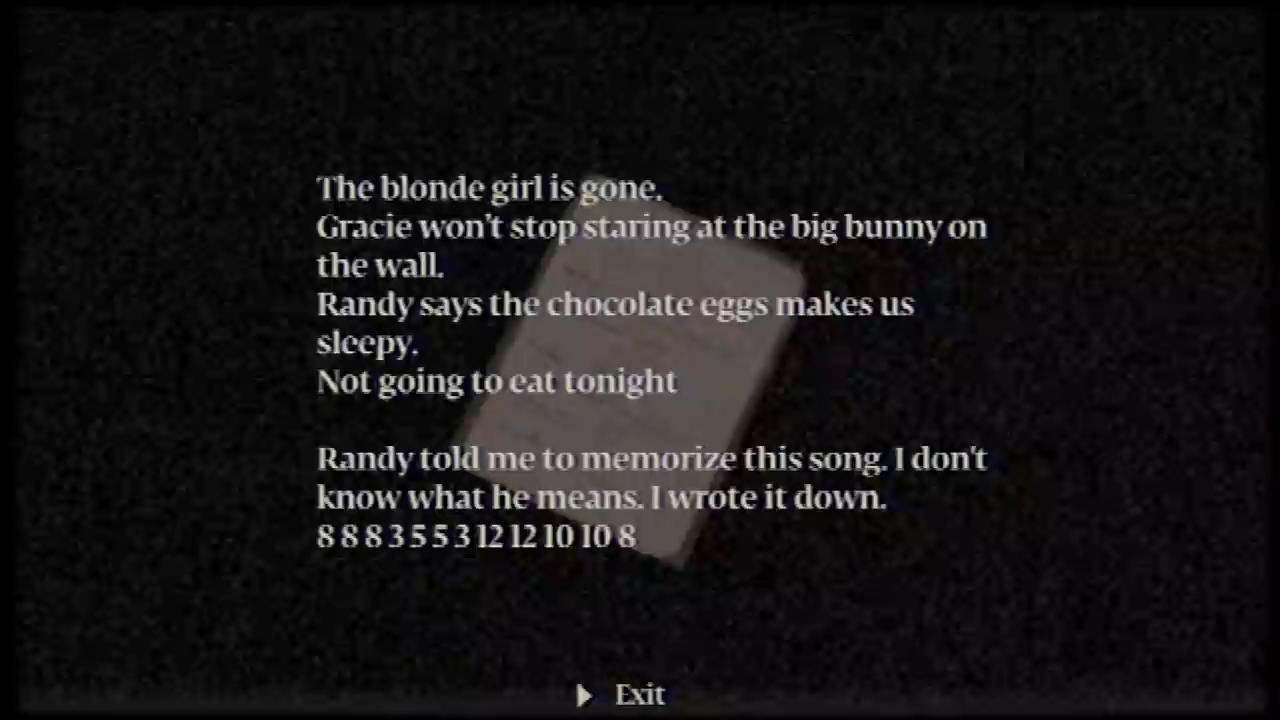 The blonde girl is gone.
Gracie won't stop staring at the big bunny on
the wall.
Randy says the chocolate eggs makes us
sleepy.
Not going to eat tonight
Randy told me to memorize this song. I don't
know what he means. I wrote it down.
8 8 8 3 5 5 3 12 12 10 10 8
Exit